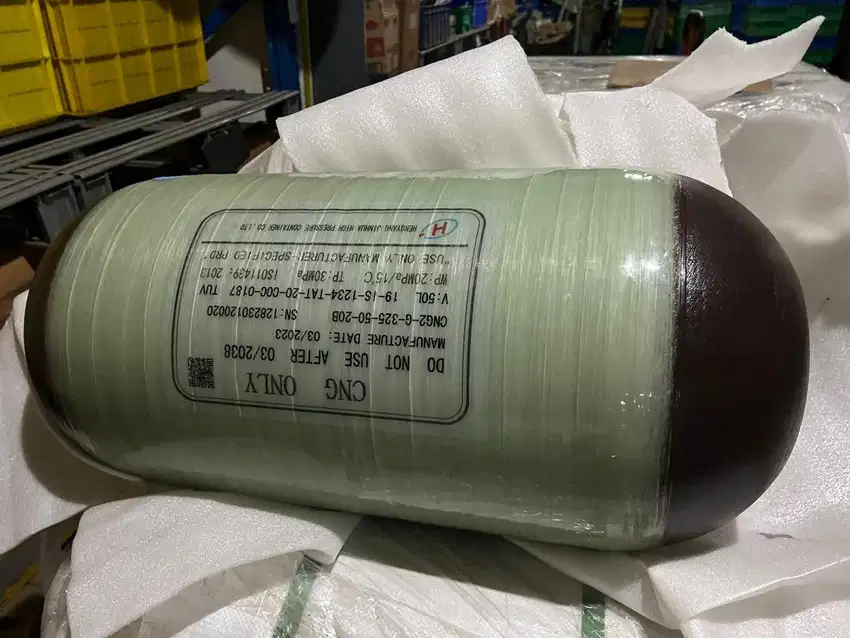 CNG ONLY
DO NOT USE AFTER 03/2038
MANUFACTURE DATE: 03/2023
CNG2-G-325-50-20B SN:128230120020
V:50L 19-IS-1234-TAT-20-COC-0187 TUV
WP:20MPa/15℃ TP:30MPa ISO11439:2013
"USE ONLY MANUFACTURER-SPECIFIED PRD"
H HENGYANG JINHUA HIGH PRESSURE CONTAINER CO.,LTD